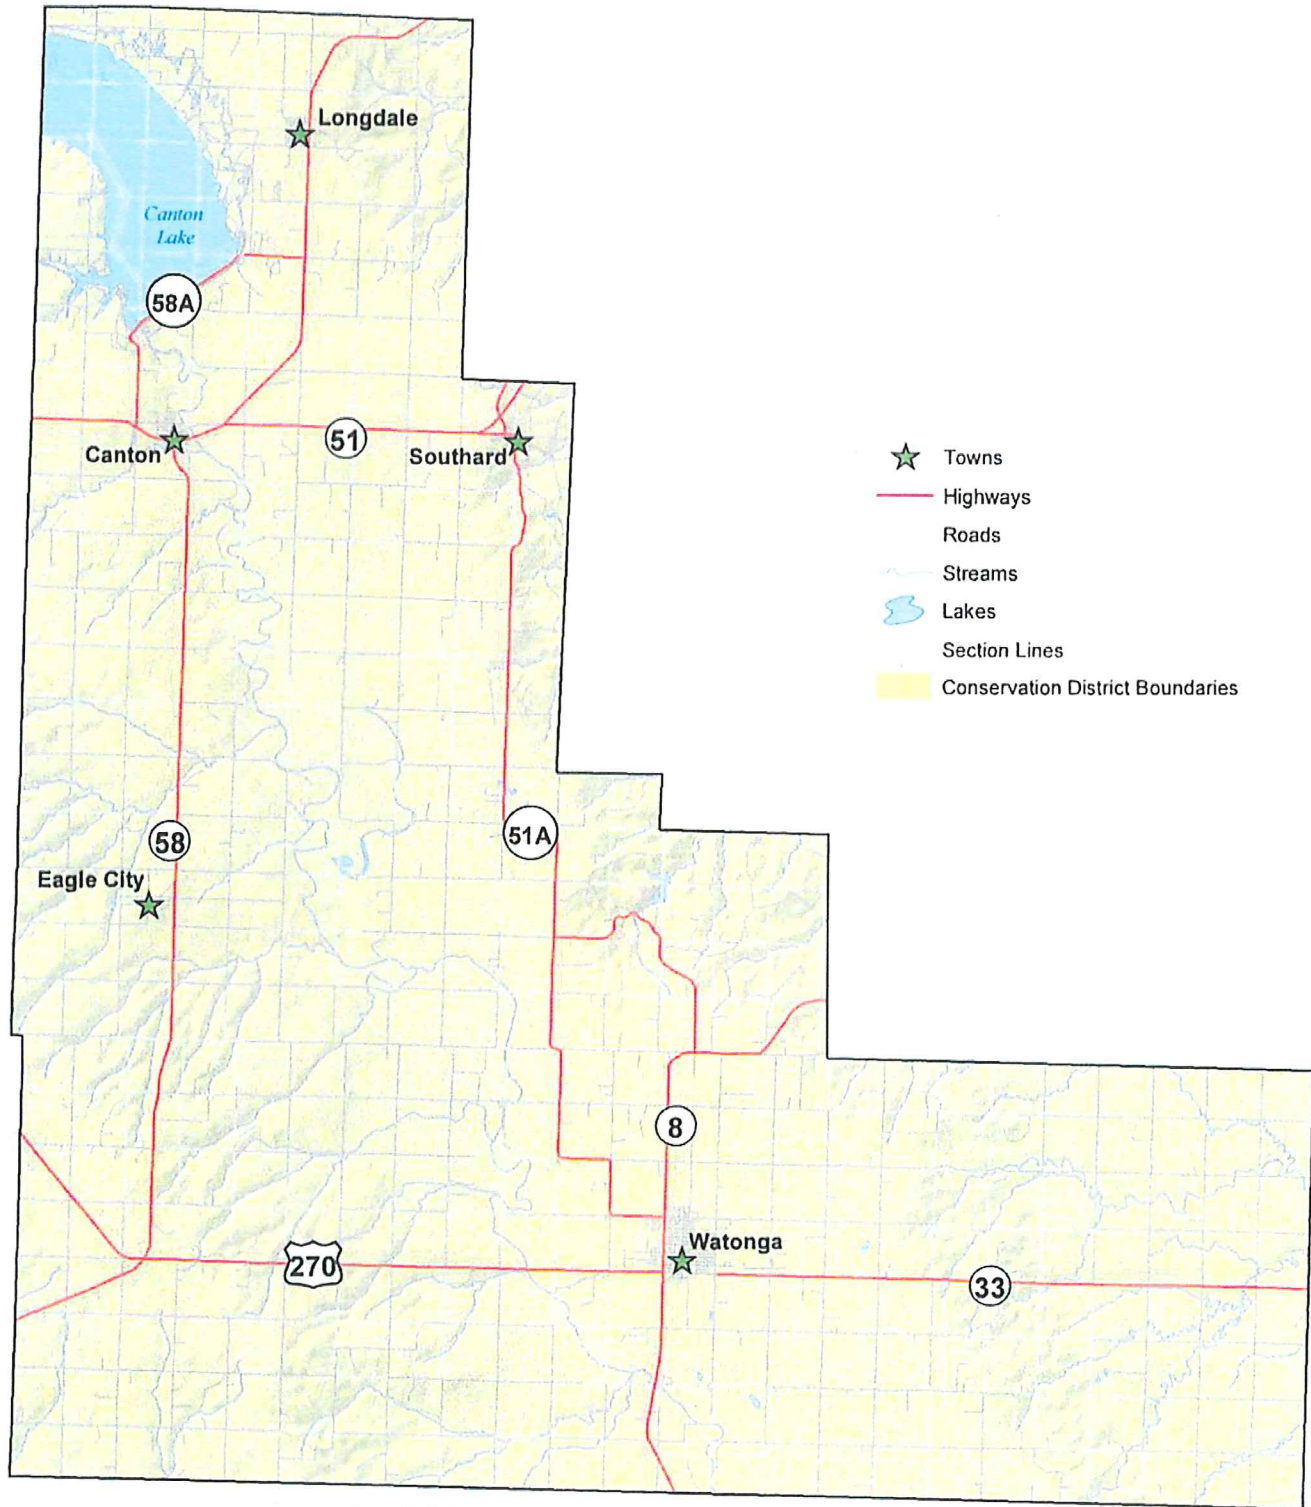 Longdale
Canton
Lake
58A
Canton
51
Southard
Towns
Highways
Roads
Streams
Lakes
Section Lines
Conservation District Boundaries
58
51A
Eagle City
8
Watonga
270
33